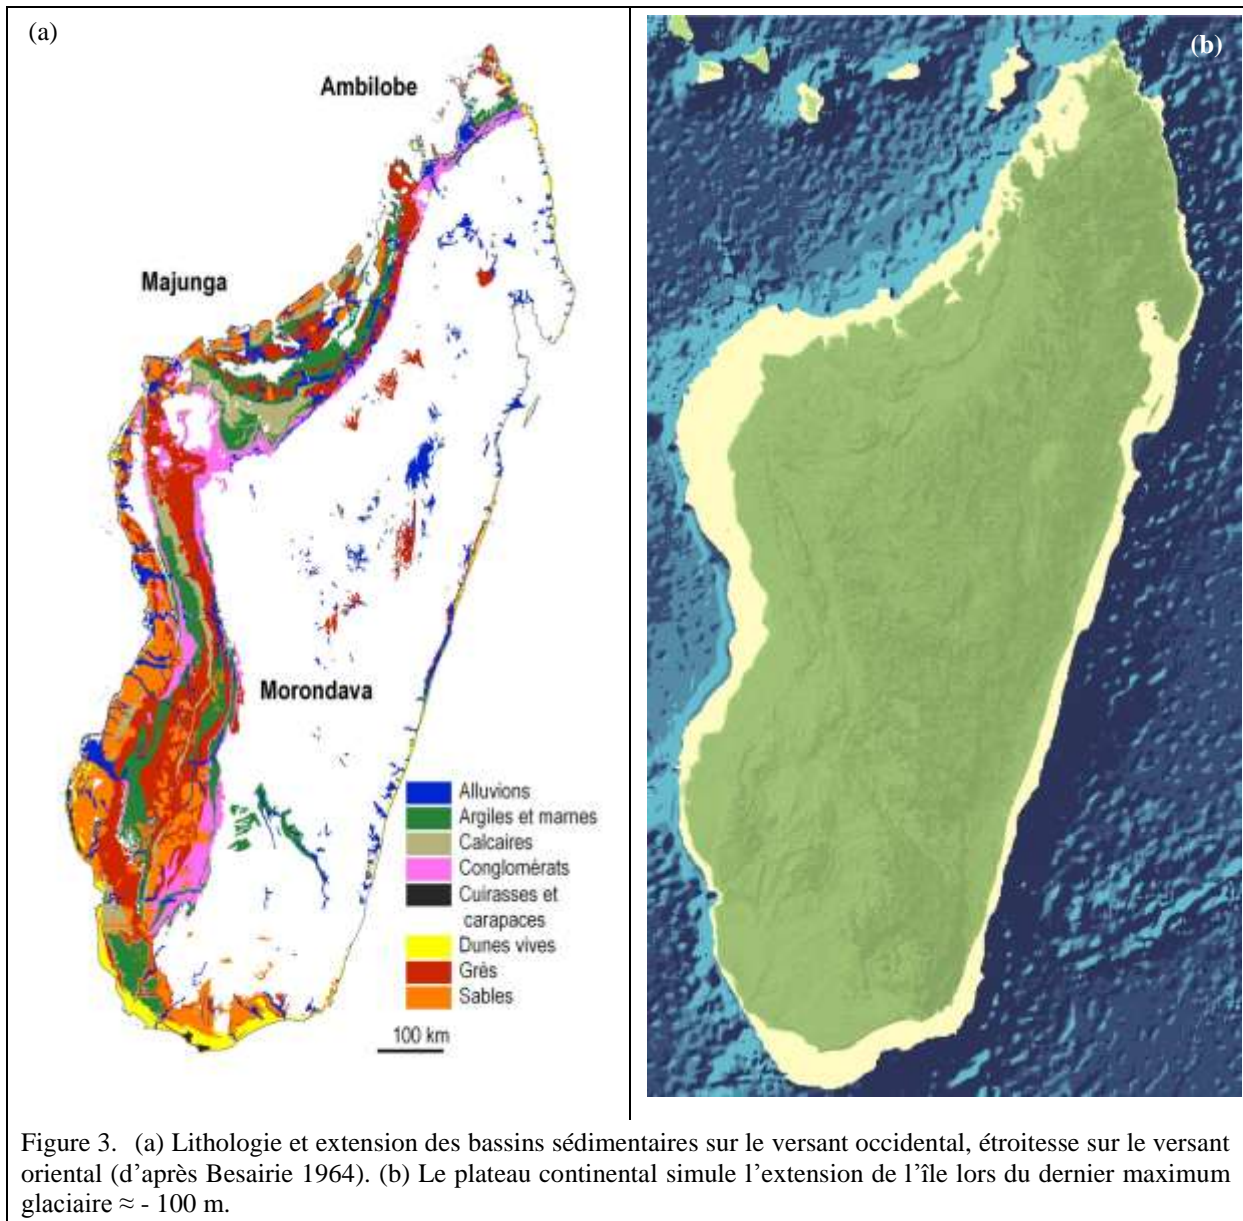 (a)
Ambilobe
Majunga
Morondava
Alluvions
Argiles et marnes
Calcaires
Conglomérats
Cuirasses et
carapaces
Dunes vives
Grès
Sables
100 km
(b)
Figure 3. (a) Lithologie et extension des bassins sédimentaires sur le versant occidental, étroitesse sur le versant
oriental (d'après Besairie 1964). (b) Le plateau continental simule l'extension de l'île lors du dernier maximum
glaciaire ≈ - 100 m.